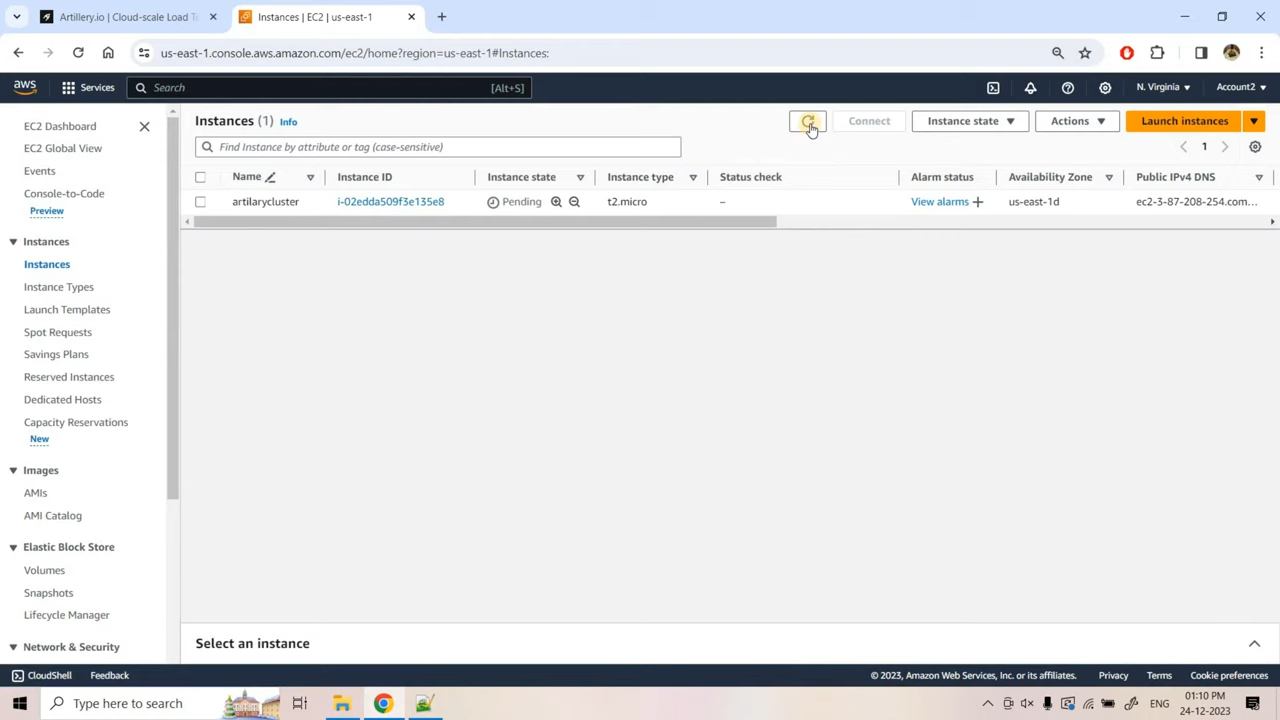 Artillery.io | Cloud-scale Load T
Instances | EC2 | us-east-1
us-east-1.console.aws.amazon.com/ec2/home?region=us-east-1#Instances:
aws
Services
Search
[Alt+S]
N. Virginia
Account2
EC2 Dashboard
EC2 Global View
Events
Console-to-Code
Preview
Instances
Instances
Instance Types
Launch Templates
Spot Requests
Savings Plans
Reserved Instances
Dedicated Hosts
Capacity Reservations
New
Images
AMIs
AMI Catalog
Elastic Block Store
Volumes
Snapshots
Lifecycle Manager
Network & Security
Instances (1) Info
Connect
Instance state
Actions
Launch instances
Find Instance by attribute or tag (case-sensitive)
1
Name Instance ID Instance state Instance type Status check Alarm status Availability Zone Public IPv4 DNS
artilarycluster i-02edda509f3e135e8 Pending t2.micro – View alarms + us-east-1d ec2-3-87-208-254.com...
Select an instance
CloudShell
Feedback
© 2023, Amazon Web Services, Inc. or its affiliates.
Privacy
Terms
Cookie preferences
Type here to search
ENG
01:10 PM
24-12-2023